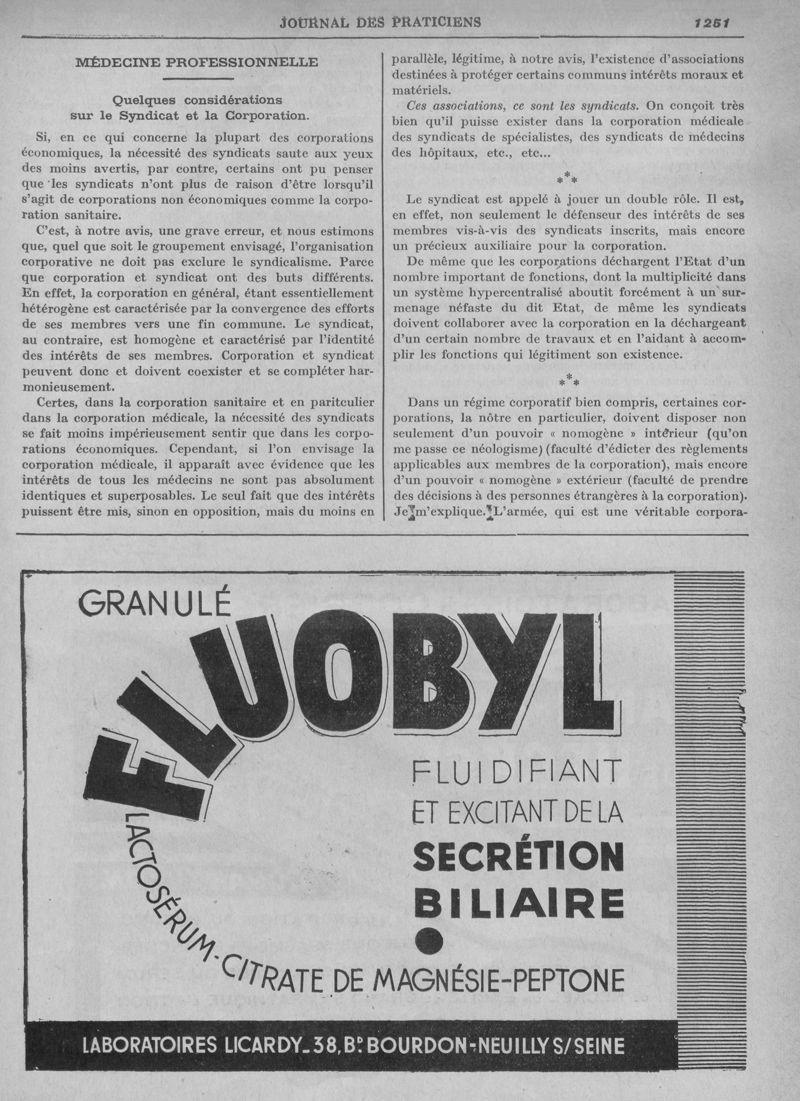 JOURNAL DES PRATICIENS 1251
MÉDECINE PROFESSIONNELLE
Quelques considérations
sur le Syndicat et la Corporation.
Si, en ce qui concerne la plupart des corporations
économiques, la nécessité des syndicats saute aux yeux
des moins avertis, par contre, certains ont pu penser
que les syndicats n'ont plus de raison d'être lorsqu'il
s'agit de corporations non économiques comme la corpo-
ration sanitaire.
C'est, à notre avis, une grave erreur, et nous estimons
que, quel que soit le groupement envisagé, l'organisation
corporative ne doit pas exclure le syndicalisme. Parce
que corporation et syndicat ont des buts différents.
En effet, la corporation en général, étant essentiellement
hétérogène est caractérisée par la convergence des efforts
de ses membres vers une fin commune. Le syndicat,
au contraire, est homogène et caractérisé par l'identité
des intérêts de ses membres. Corporation et syndicat
peuvent donc et doivent coexister et se compléter har-
monieusement.
Certes, dans la corporation sanitaire et en paritculier
dans la corporation médicale, la nécessité des syndicats
se fait moins impérieusement sentir que dans les corpo-
rations économiques. Cependant, si l'on envisage la
corporation médicale, il apparaît avec évidence que les
intérêts de tous les médecins ne sont pas absolument
identiques et superposables. Le seul fait que des intérêts
puissent être mis, sinon en opposition, mais du moins en
parallèle, légitime, à notre avis, l'existence d'associations
destinées à protéger certains communs intérêts moraux et
matériels.
Ces associations, ce sont les syndicats. On conçoit très
bien qu'il puisse exister dans la corporation médicale
des syndicats de spécialistes, des syndicats de médecins
des hôpitaux, etc., etc...
***
Le syndicat est appelé à jouer un double rôle. Il est,
en effet, non seulement le défenseur des intérêts de ses
membres vis-à-vis des syndicats inscrits, mais encore
un précieux auxiliaire pour la corporation.
De même que les corporations déchargent l'Etat d'un
nombre important de fonctions, dont la multiplicité dans
un système hypercentralisé aboutit forcément à un sur-
menage néfaste du dit Etat, de même les syndicats
doivent collaborer avec la corporation en la déchargeant
d'un certain nombre de travaux et en l'aidant à accom-
plir les fonctions qui légitiment son existence.
***
Dans un régime corporatif bien compris, certaines cor-
porations, la nôtre en particulier, doivent disposer non
seulement d'un pouvoir « nomogène » intérieur (qu'on
me passe ce néologisme) (faculté d'édicter des règlements
applicables aux membres de la corporation), mais encore
d'un pouvoir « nomogène » extérieur (faculté de prendre
des décisions à des personnes étrangères à la corporation).
Je m'explique. L'armée, qui est une véritable corpora-
GRANULÉ
FLUOBYL
FLUIDIFIANT
ET EXCITANT DE LA
SECRÉTION
BILIAIRE
LACTOSÉRUM-CITRATE DE MAGNÉSIE-PEPTONE
LABORATOIRES LICARDY_38, Bᴰ BOURDON-NEUILLY S/SEINE